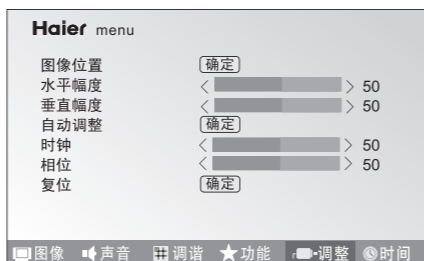 Haier menu
图像位置 确定
水平幅度 50
垂直幅度 50
自动调整 确定
时钟 50
相位 50
复位 确定
图像 声音 调谐 功能 调整 时间